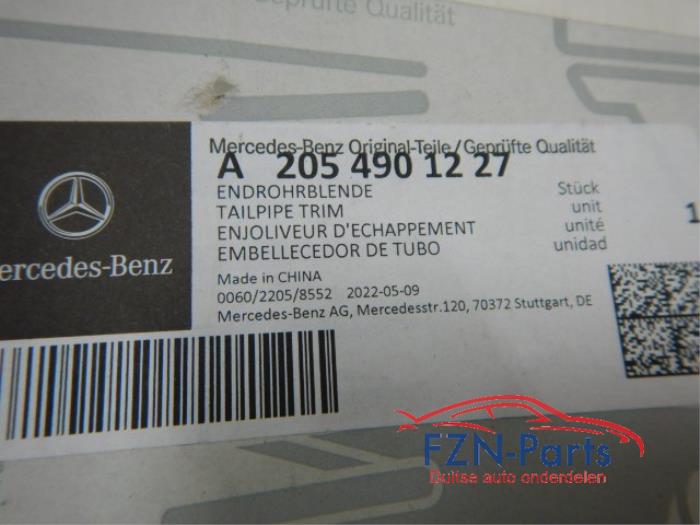 Geprüfte Qualität
Mercedes-Benz Original-Teile/Geprüfte Qualität
A 205 490 12 27
ENDROHRBLENDE Stück
TAILPIPE TRIM unit 1
ENJOLIVEUR D'ECHAPPEMENT unité
EMBELLECEDOR DE TUBO unidad
Mercedes-Benz
Made in CHINA
0060/2205/8552 2022-05-09
Mercedes-Benz AG, Mercedesstr.120, 70372 Stuttgart, DE
FZN-Parts
Duitse auto onderdelen